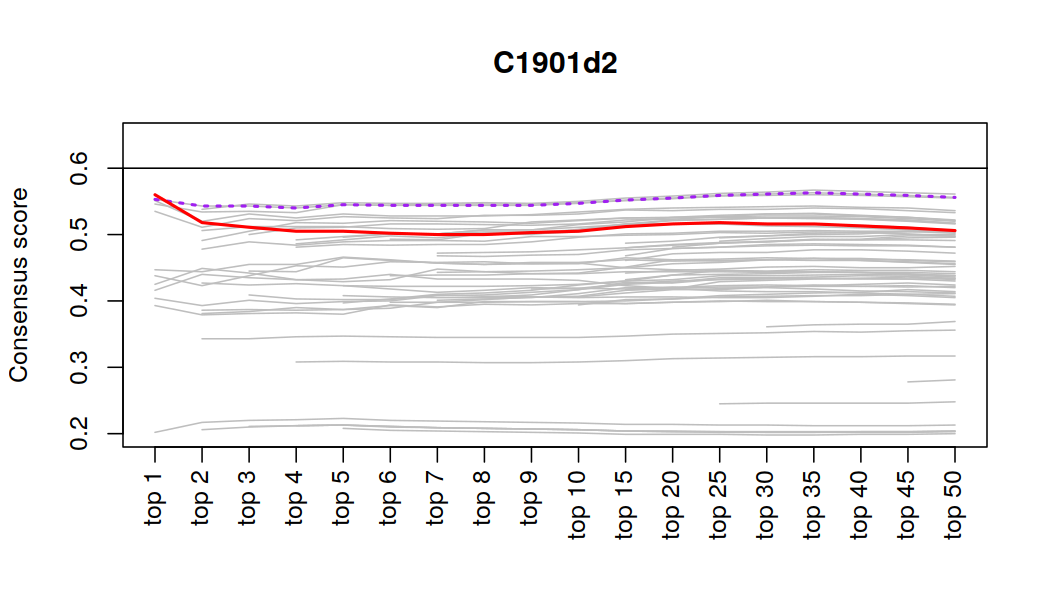 C1901d2
Consensus score
0.6
0.5
0.4
0.3
0.2
top 1
top 2
top 3
top 4
top 5
top 6
top 7
top 8
top 9
top 10
top 15
top 20
top 25
top 30
top 35
top 40
top 45
top 50